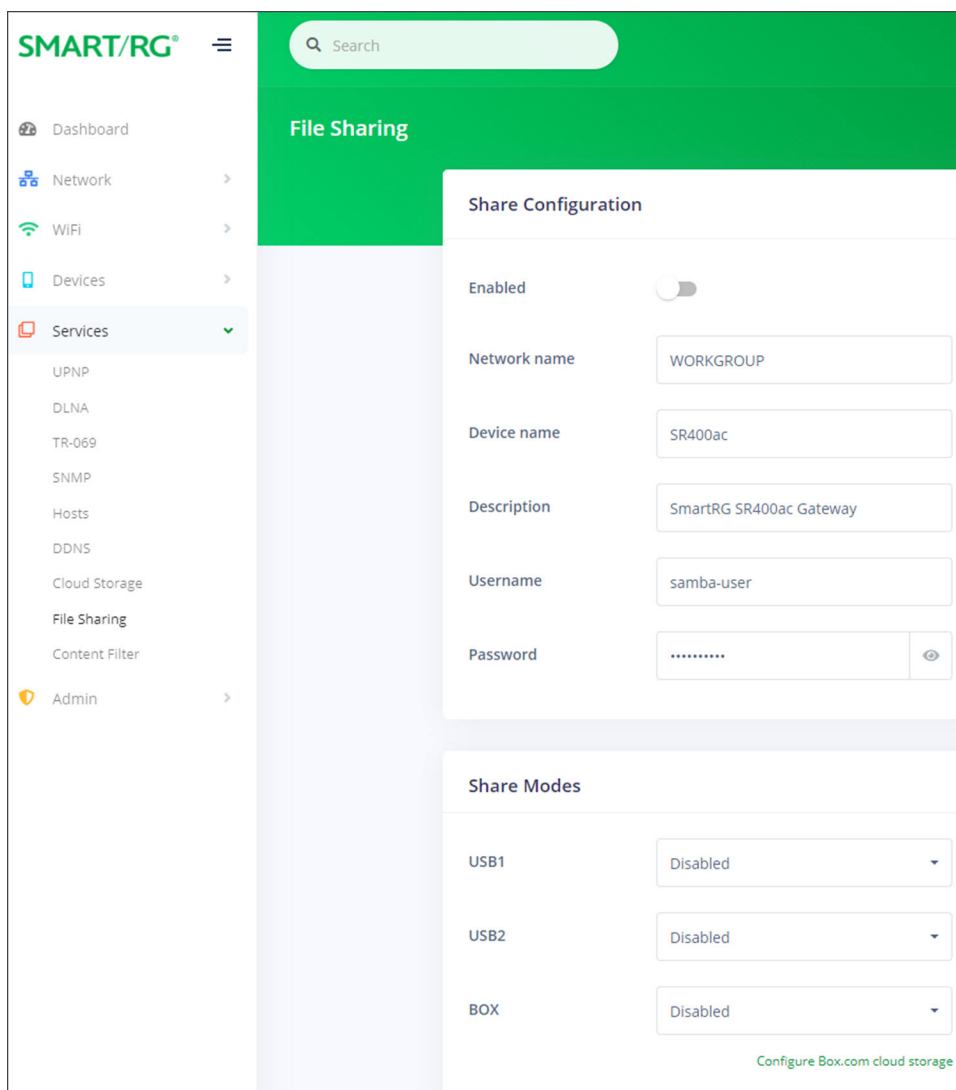 SMART/RG®
Search
Dashboard
Network
WiFi
Devices
Services
UPNP
DLNA
TR-069
SNMP
Hosts
DDNS
Cloud Storage
File Sharing
Content Filter
Admin
File Sharing
Share Configuration
Enabled
Network name WORKGROUP
Device name SR400ac
Description SmartRG SR400ac Gateway
Username samba-user
Password ••••••••••
Share Modes
USB1 Disabled
USB2 Disabled
BOX Disabled
Configure Box.com cloud storage